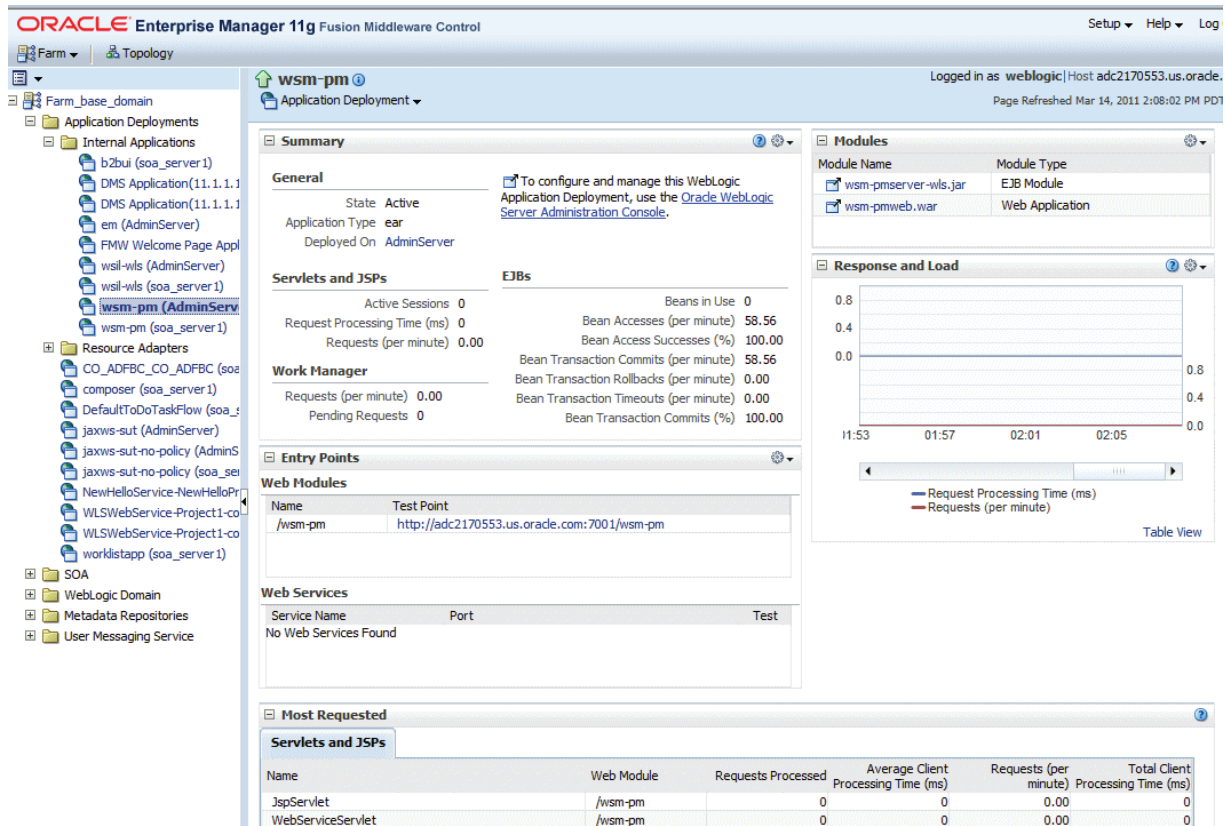 ORACLE Enterprise Manager 11g Fusion Middleware Control
Setup Help Log
Farm Topology
Farm_base_domain
Application Deployments
Internal Applications
b2bui (soa_server1)
DMS Application(11.1.1.1
DMS Application(11.1.1.1
em (AdminServer)
FMW Welcome Page Appl
wsil-wls (AdminServer)
wsil-wls (soa_server1)
wsm-pm (AdminServ
wsm-pm (soa_server1)
Resource Adapters
CO_ADFBC_CO_ADFBC (soa
composer (soa_server1)
DefaultToDoTaskFlow (soa_s
jaxws-sut (AdminServer)
jaxws-sut-no-policy (AdminS
jaxws-sut-no-policy (soa_ser
NewHelloService-NewHelloPr
WLSWebService-Project1-co
WLSWebService-Project1-co
worklistapp (soa_server1)
SOA
WebLogic Domain
Metadata Repositories
User Messaging Service
wsm-pm
Application Deployment
Logged in as weblogic|Host adc2170553.us.oracle.
Page Refreshed Mar 14, 2011 2:08:02 PM PDT
Summary
General
State Active
Application Type ear
Deployed On AdminServer
To configure and manage this WebLogic
Application Deployment, use the Oracle WebLogic
Server Administration Console.
Servlets and JSPs
Active Sessions 0
Request Processing Time (ms) 0
Requests (per minute) 0.00
Work Manager
Requests (per minute) 0.00
Pending Requests 0
EJBs
Beans in Use 0
Bean Accesses (per minute) 58.56
Bean Access Successes (%) 100.00
Bean Transaction Commits (per minute) 58.56
Bean Transaction Rollbacks (per minute) 0.00
Bean Transaction Timeouts (per minute) 0.00
Bean Transaction Commits (%) 100.00
Entry Points
Web Modules
Name Test Point
/wsm-pm http://adc2170553.us.oracle.com:7001/wsm-pm
Web Services
Service Name Port Test
No Web Services Found
Modules
Module Name Module Type
wsm-pmserver-wls.jar EJB Module
wsm-pmweb.war Web Application
Response and Load
0.8
0.4
0.0
0.8
0.4
0.0
11:53 01:57 02:01 02:05
Request Processing Time (ms)
Requests (per minute)
Table View
Most Requested
Servlets and JSPs
Name Web Module Requests Processed Average Client Processing Time (ms) Requests (per minute) Total Client Processing Time (ms)
JspServlet /wsm-pm 0 0 0.00 0
WebServiceServlet /wsm-pm 0 0 0.00 0